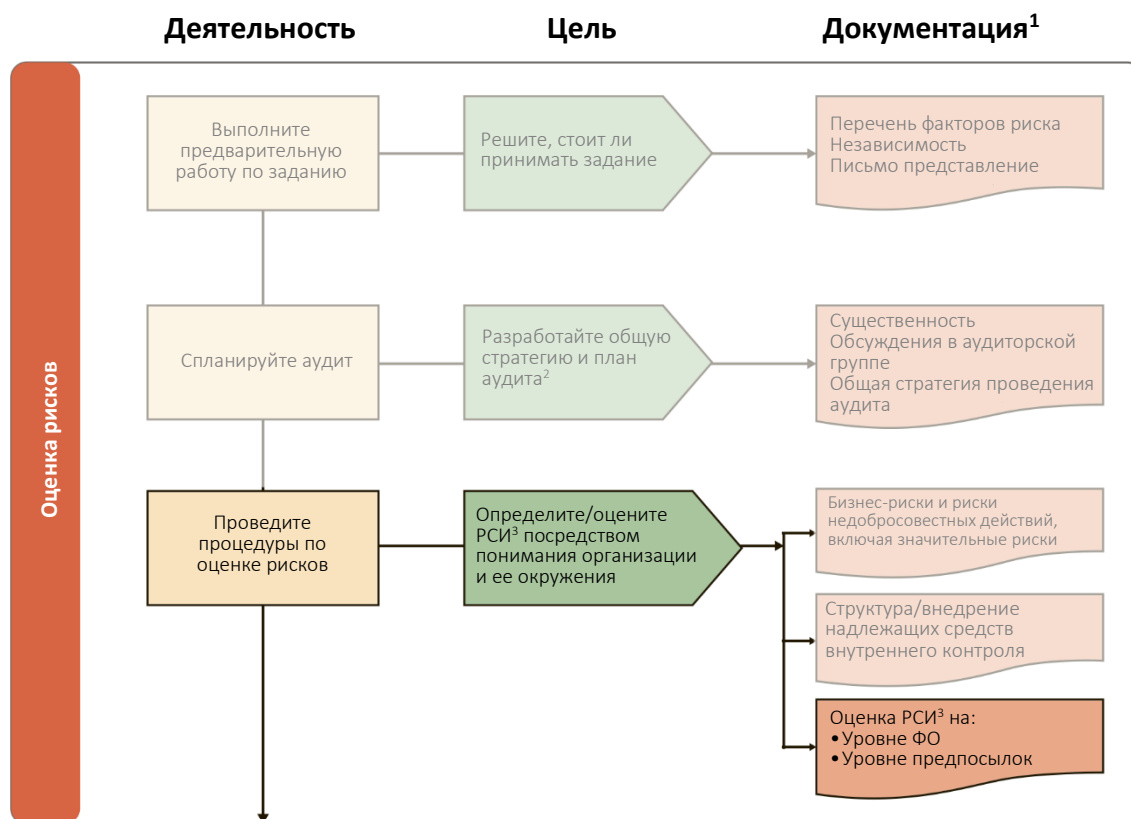 Деятельность
Цель
Документация¹
Оценка рисков
Выполните
предварительную
работу по заданию
Решите, стоит ли
принимать задание
Перечень факторов риска
Независимость
Письмо представление
Спланируйте аудит
Разработайте общую
стратегию и план
аудита²
Существенность
Обсуждения в аудиторской
группе
Общая стратегия проведения
аудита
Проведите
процедуры по
оценке рисков
Определите/оцените
РСИ³ посредством
понимания организации
и ее окружения
Бизнес-риски и риски
недобросовестных действий,
включая значительные риски
Структура/внедрение
надлежащих средств
внутреннего контроля
Оценка РСИ³ на:
•Уровне ФО
•Уровне предпосылок